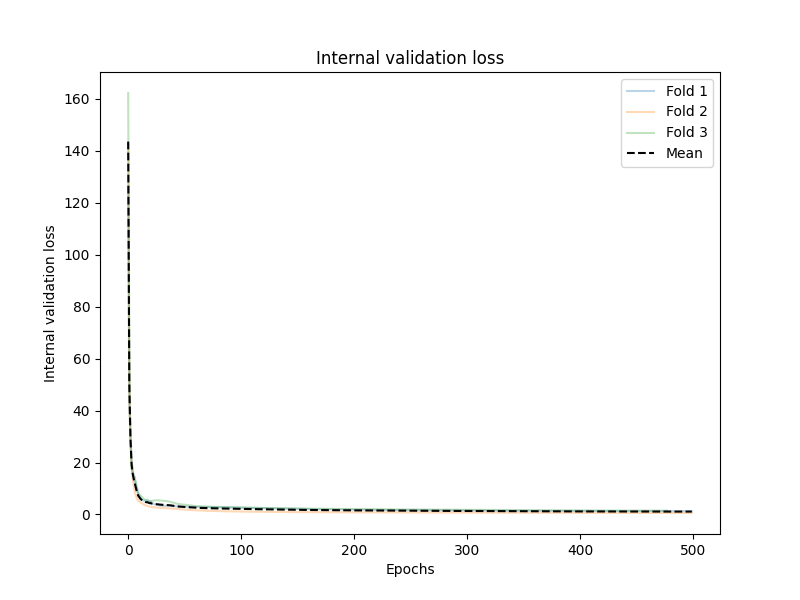 Internal validation loss
Fold 1
Fold 2
Fold 3
Mean
Internal validation loss
160
140
120
100
80
60
40
20
0
0 100 200 300 400 500
Epochs